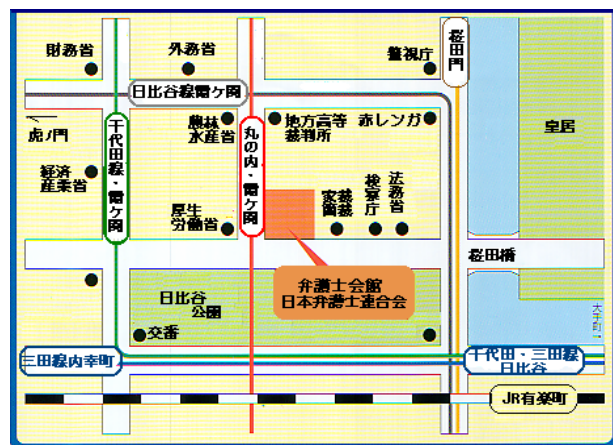 財務省
外務省
警視庁
桜田門
日比谷線霞ケ関
虎ノ門
千代田線・霞ケ関
農林
水産省
丸の内・霞ケ関
地方高等
裁判所
赤レンガ
皇居
経済
産業省
厚生
労働省
家裁
簡裁
検察庁
法務省
桜田橋
弁護士会館
日本弁護士連合会
日比谷
公園
交番
大手町
三田線内幸町
千代田・三田線
日比谷
JR有楽町